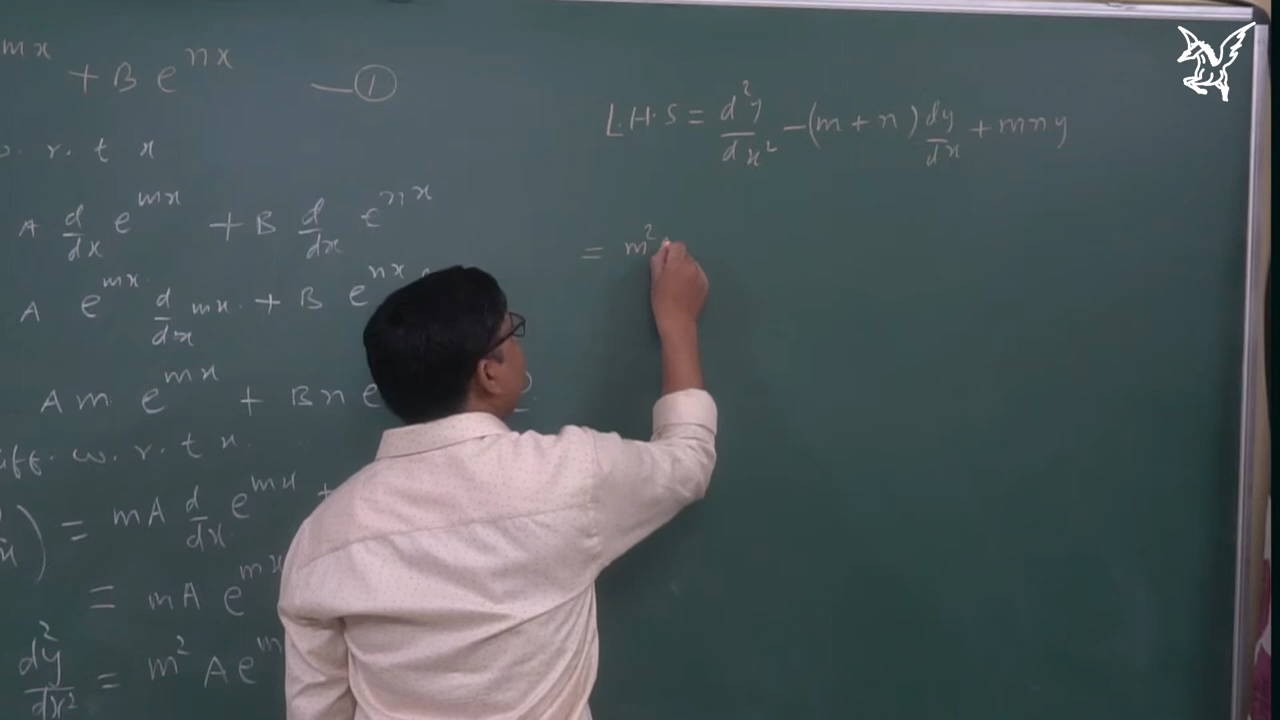 mx + B e^nx — ①
w. r. t x
A d/dx e^mx + B d/dx e^nx
A e^mx d/dx mx. + B e^nx
Am e^mx + Bn e
diff. w. r. t x.
) = mA d/dx e^mx +
= mA e^mx
d²y/dx² = m² A e^m
L.H.S = d²y/dx² - (m + n) dy/dx + mny
= m²